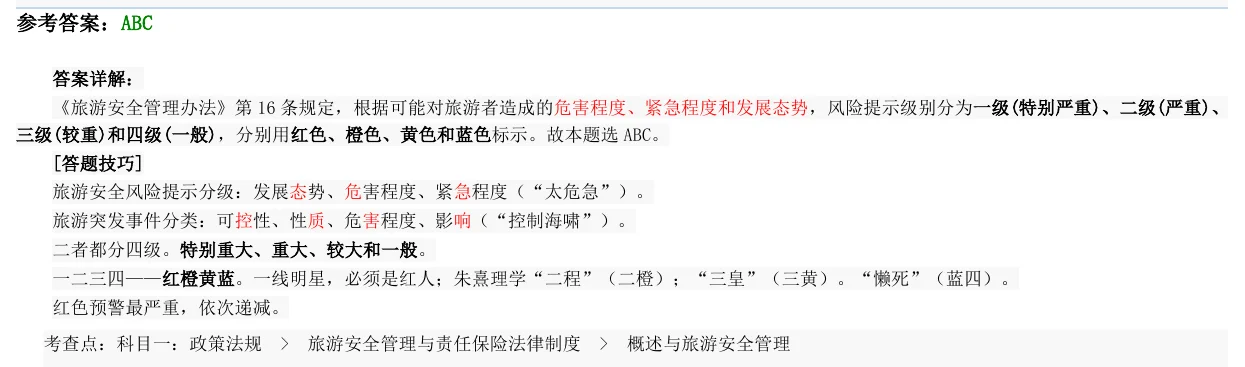 参考答案：ABC
答案详解：
《旅游安全管理办法》第 16 条规定，根据可能对旅游者造成的危害程度、紧急程度和发展态势，风险提示级别分为一级(特别严重)、二级(严重)、
三级(较重)和四级(一般)，分别用红色、橙色、黄色和蓝色标示。故本题选 ABC。
[答题技巧]
旅游安全风险提示分级：发展态势、危害程度、紧急程度（“太危急”）。
旅游突发事件分类：可控性、性质、危害程度、影响（“控制海啸”）。
二者都分四级。特别重大、重大、较大和一般。
一二三四——红橙黄蓝。一线明星，必须是红人；朱熹理学“二程”（二橙）；“三皇”（三黄）。“懒死”（蓝四）。
红色预警最严重，依次递减。
考查点：科目一：政策法规 > 旅游安全管理与责任保险法律制度 > 概述与旅游安全管理